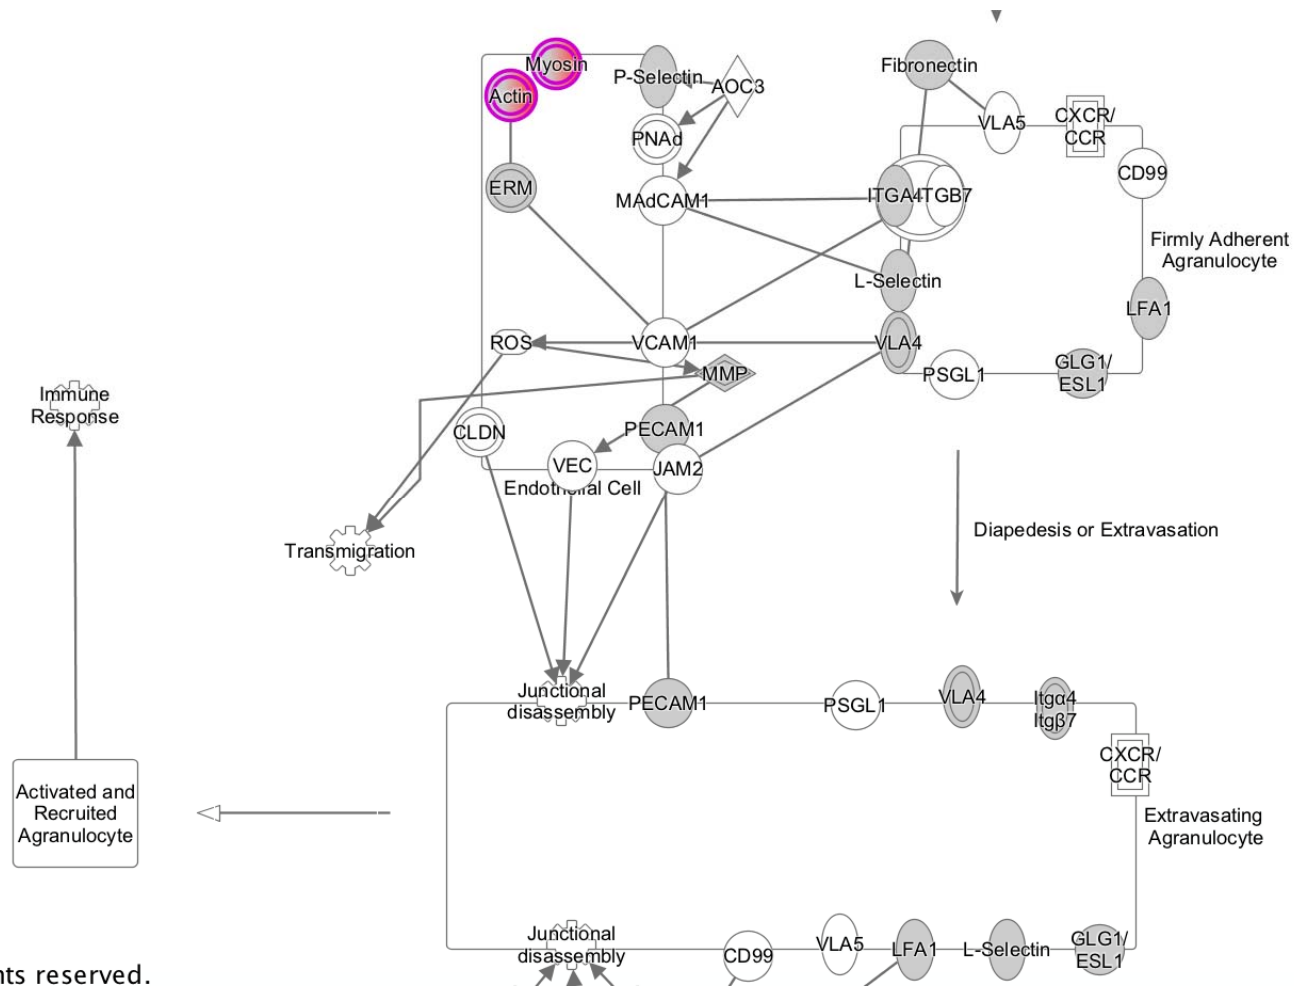 Myosin
Actin
P-Selectin
AOC3
PNAd
ERM
MAdCAM1
Fibronectin
VLA5
CXCR/
CCR
CD99
ITGA4
ITGB7
Firmly Adherent
Agranulocyte
L-Selectin
LFA1
ROS
VCAM1
VLA4
MMP
PSGL1
GLG1/
ESL1
Immune
Response
CLDN
PECAM1
VEC
JAM2
Endothelial Cell
Transmigration
Diapedesis or Extravasation
Junctional
disassembly
PECAM1
PSGL1
VLA4
Itgα4
Itgβ7
CXCR/
CCR
Activated and
Recruited
Agranulocyte
Extravasating
Agranulocyte
Junctional
disassembly
CD99
VLA5
LFA1
L-Selectin
GLG1/
ESL1
reserved.